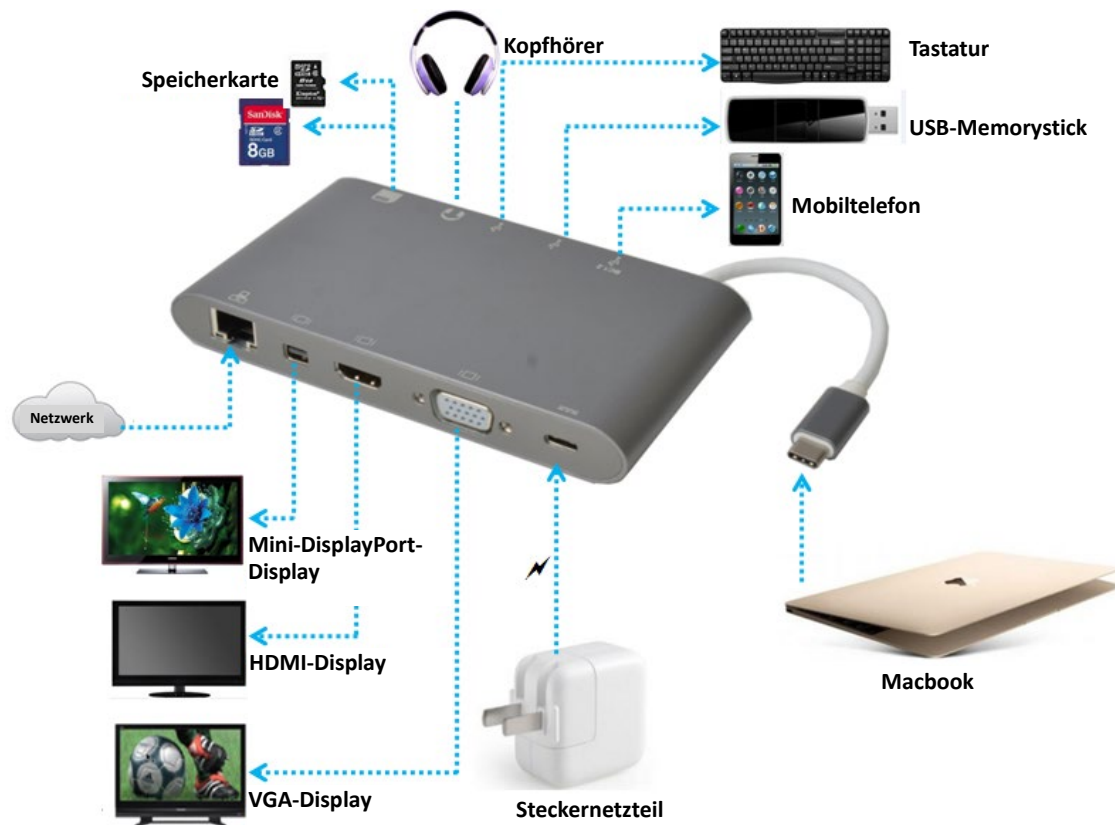 Kopfhörer
Tastatur
Speicherkarte
SanDisk
8GB
USB-Memorystick
Mobiltelefon
Netzwerk
Mini-DisplayPort-
Display
HDMI-Display
VGA-Display
Steckernetzteil
Macbook